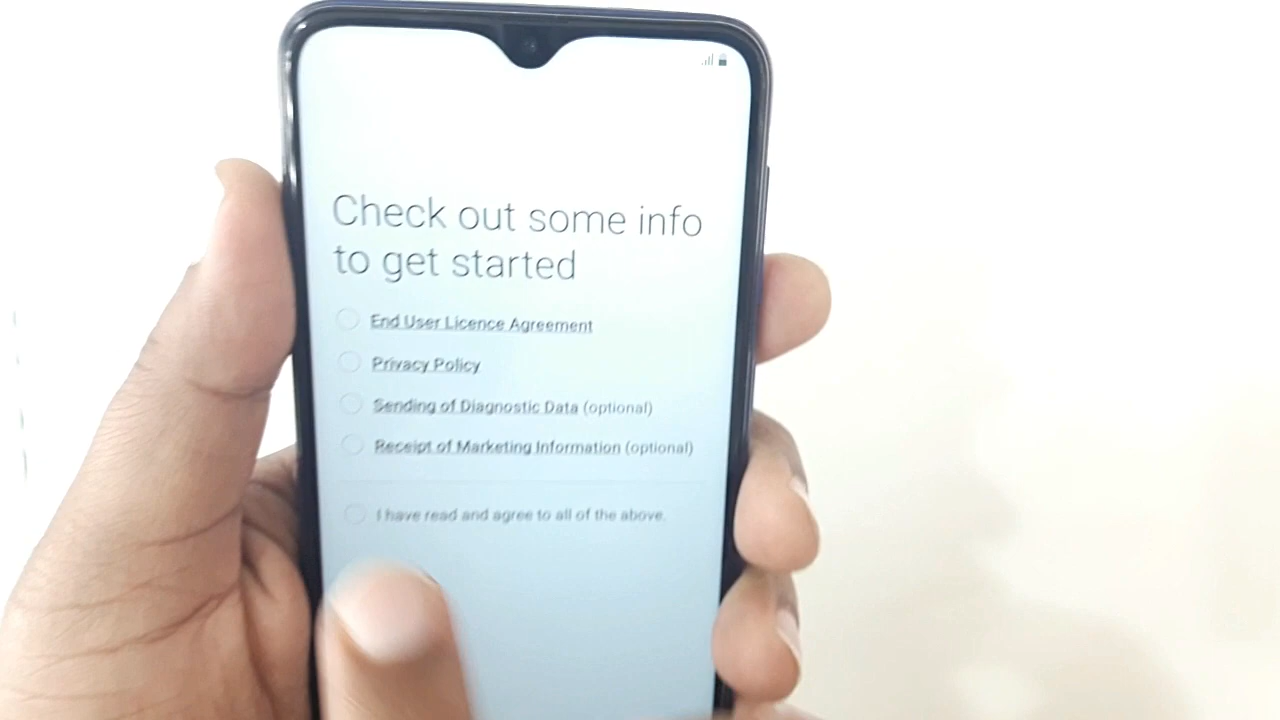 Check out some info
to get started
End User Licence Agreement
Privacy Policy
Sending of Diagnostic Data (optional)
Receipt of Marketing Information (optional)
I have read and agree to all of the above.